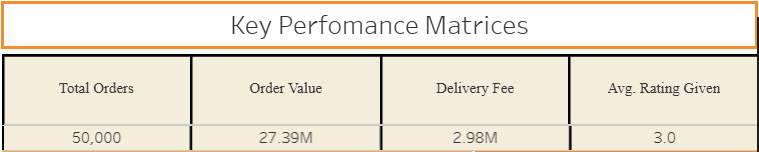 Key Perfomance Matrices
Total Orders Order Value Delivery Fee Avg. Rating Given
50,000 27.39M 2.98M 3.0